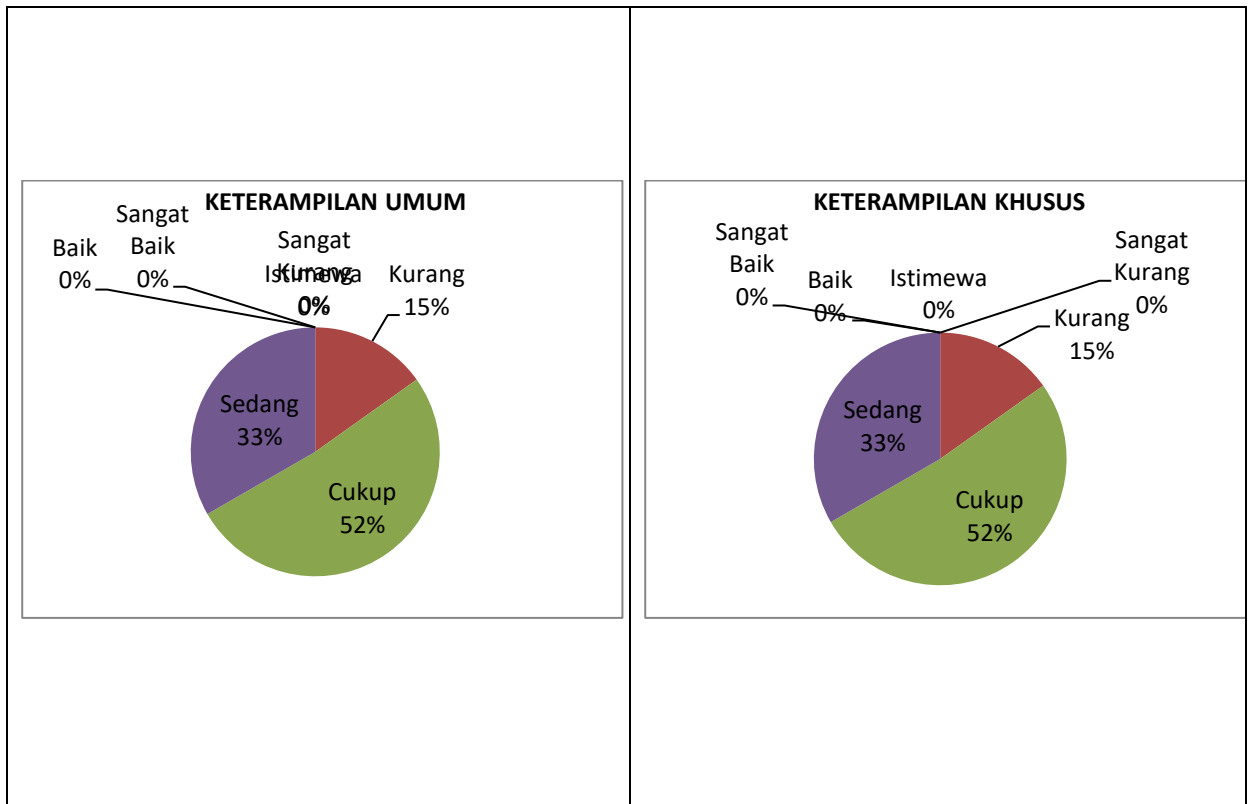 KETERAMPILAN UMUM
Baik
0%
Sangat
Baik
0%
Sangat
Kurang
0%
Istimewa
0%
Kurang
15%
Sedang
33%
Cukup
52%
KETERAMPILAN KHUSUS
Sangat
Baik
0%
Baik
0%
Istimewa
0%
Sangat
Kurang
0%
Kurang
15%
Sedang
33%
Cukup
52%